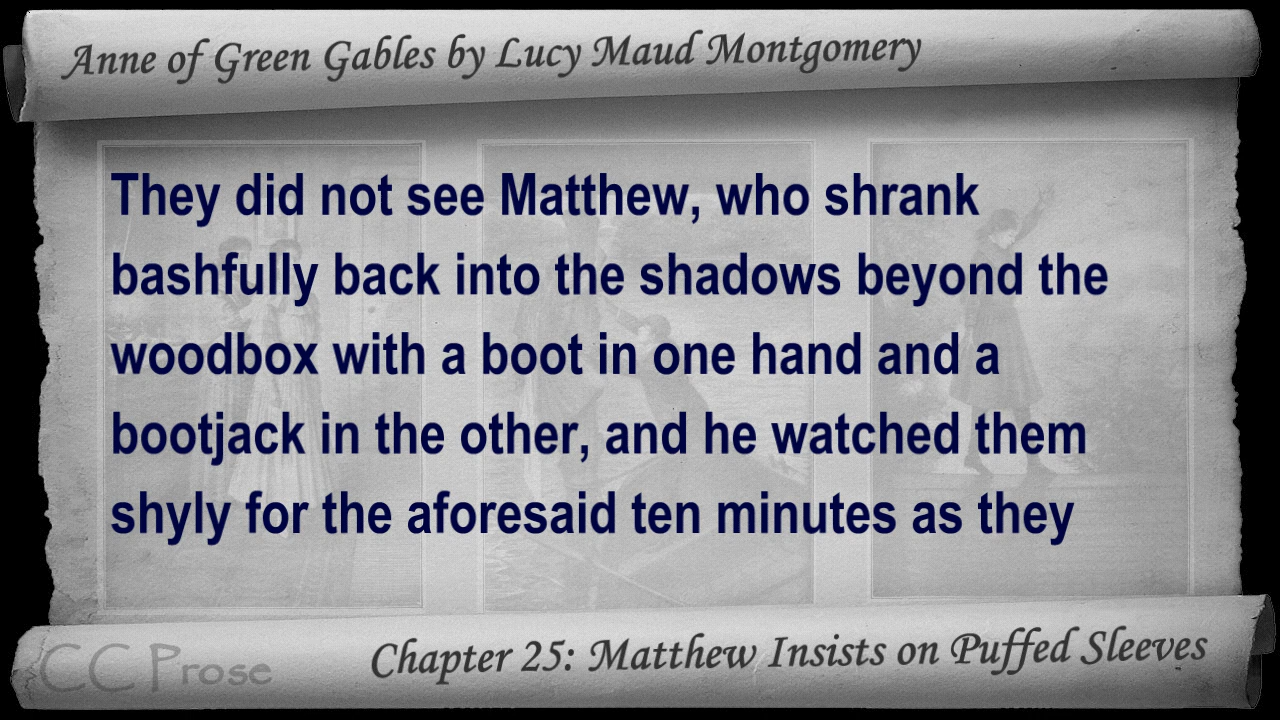 Anne of Green Gables by Lucy Maud Montgomery
They did not see Matthew, who shrank
bashfully back into the shadows beyond the
woodbox with a boot in one hand and a
bootjack in the other, and he watched them
shyly for the aforesaid ten minutes as they
CC Prose
Chapter 25: Matthew Insists on Puffed Sleeves